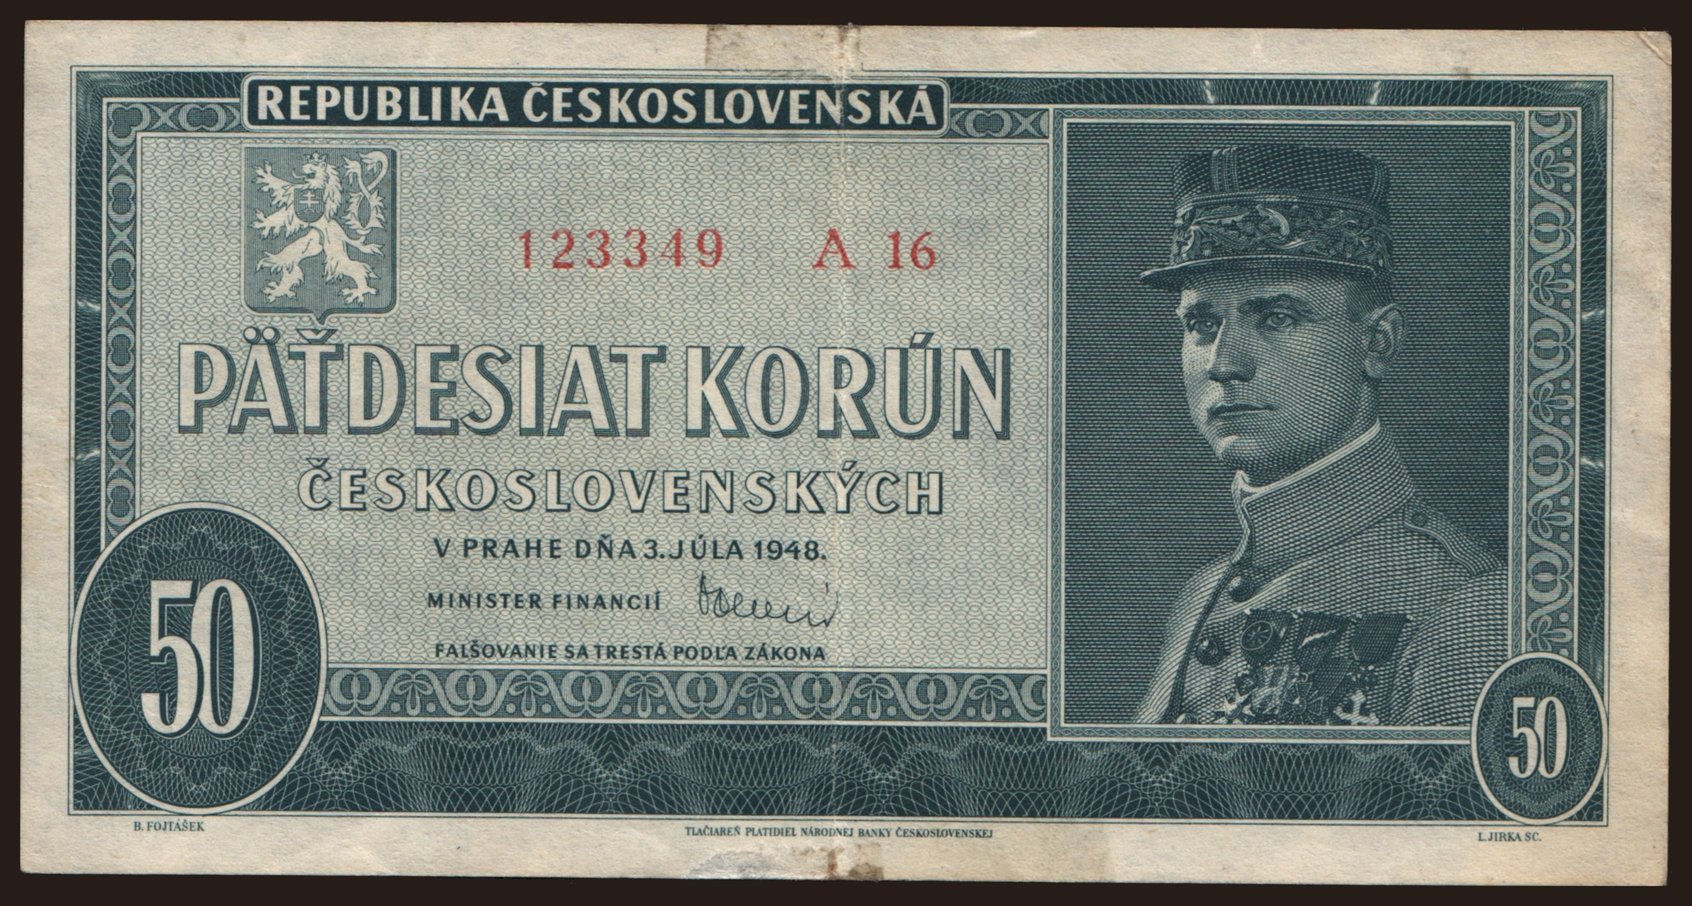 REPUBLIKA ČESKOSLOVENSKÁ
123349 A 16
PÄŤDESIAT KORÚN
ČESKOSLOVENSKÝCH
V PRAHE DŇA 3. JÚLA 1948.
MINISTER FINANCIÍ
FALŠOVANIE SA TRESTÁ PODĽA ZÁKONA
50
50
B. FOJTÁŠEK
TLAČIAREŇ PLATIDIEL NÁRODNEJ BANKY ČESKOSLOVENSKEJ
L. JIRKA SC.